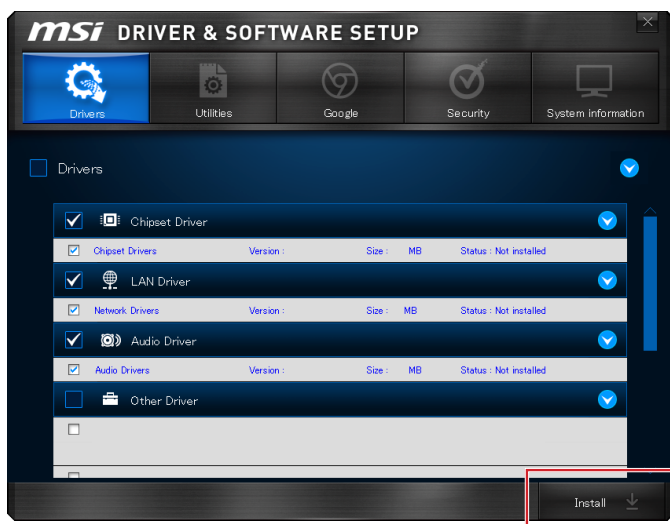 msi DRIVER & SOFTWARE SETUP
Drivers Utilities Google Security System information
Drivers
Chipset Driver
Chipset Drivers Version : Size : MB Status : Not installed
LAN Driver
Network Drivers Version : Size : MB Status : Not installed
Audio Driver
Audio Drivers Version : Size : MB Status : Not installed
Other Driver
Install